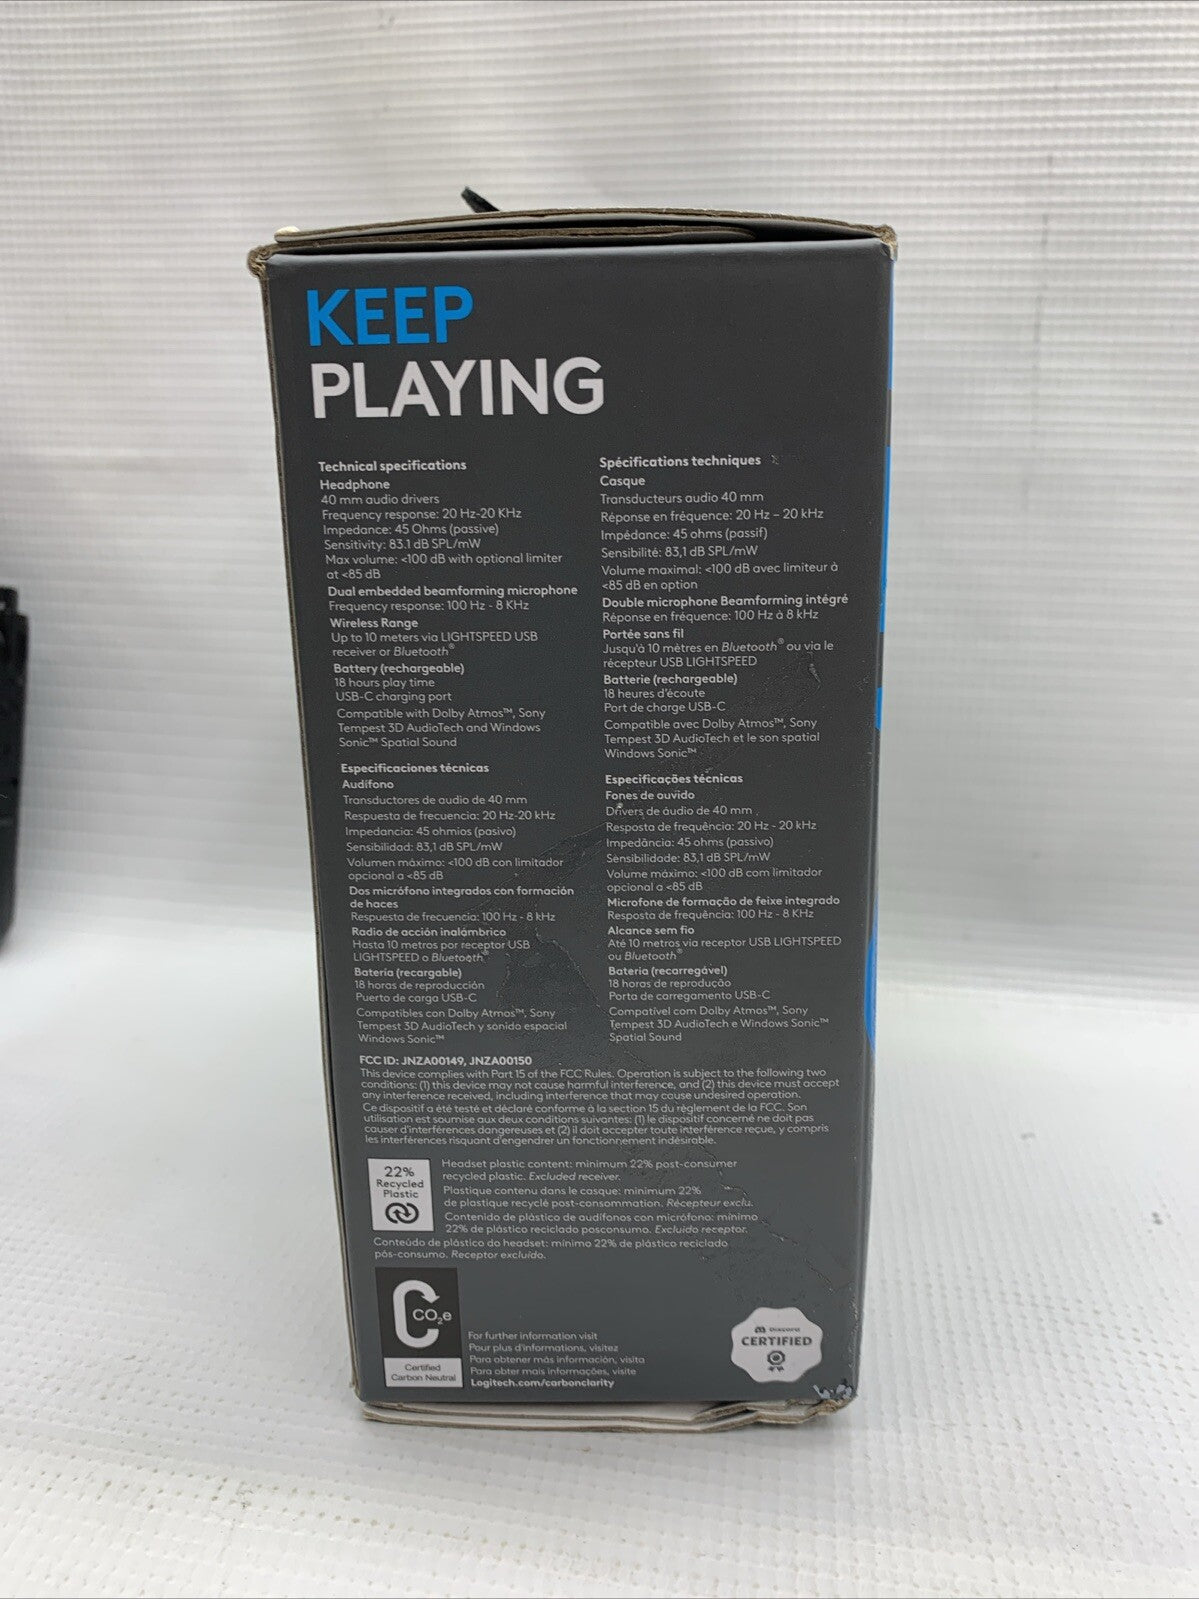 KEEP
PLAYING
Technical specifications
Headphone
40 mm audio drivers
Frequency response: 20 Hz-20 KHz
Impedance: 45 Ohms (passive)
Sensitivity: 83.1 dB SPL/mW
Max volume: <100 dB with optional limiter
at <85 dB
Dual embedded beamforming microphone
Frequency response: 100 Hz - 8 KHz
Wireless Range
Up to 10 meters via LIGHTSPEED USB
receiver or Bluetooth®
Battery (rechargeable)
18 hours play time
USB-C charging port
Compatible with Dolby Atmos™, Sony
Tempest 3D AudioTech and Windows
Sonic™ Spatial Sound
Spécifications techniques
Casque
Transducteurs audio 40 mm
Réponse en fréquence: 20 Hz – 20 kHz
Impédance: 45 ohms (passif)
Sensibilité: 83,1 dB SPL/mW
Volume maximal: <100 dB avec limiteur à
<85 dB en option
Double microphone Beamforming intégré
Réponse en fréquence: 100 Hz à 8 kHz
Portée sans fil
Jusqu'à 10 mètres en Bluetooth® ou via le
récepteur USB LIGHTSPEED
Batterie (rechargeable)
18 heures d'écoute
Port de charge USB-C
Compatible avec Dolby Atmos™, Sony
Tempest 3D AudioTech et le son spatial
Windows Sonic™
Especificaciones técnicas
Audífono
Transductores de audio de 40 mm
Respuesta de frecuencia: 20 Hz-20 kHz
Impedancia: 45 ohmios (pasivo)
Sensibilidad: 83,1 dB SPL/mW
Volumen máximo: <100 dB con limitador
opcional a <85 dB
Dos micrófono integrados con formación
de haces
Respuesta de frecuencia: 100 Hz - 8 kHz
Radio de acción inalámbrico
Hasta 10 metros por receptor USB
LIGHTSPEED o Bluetooth®
Batería (recargable)
18 horas de reproducción
Puerto de carga USB-C
Compatibles con Dolby Atmos™, Sony
Tempest 3D AudioTech y sonido espacial
Windows Sonic™
Especificações técnicas
Fones de ouvido
Drivers de áudio de 40 mm
Resposta de frequência: 20 Hz - 20 kHz
Impedância: 45 ohms (passivo)
Sensibilidade: 83,1 dB SPL/mW
Volume máximo: <100 dB com limitador
opcional a <85 dB
Microfone de formação de feixe integrado
Resposta de frequência: 100 Hz - 8 KHz
Alcance sem fio
Até 10 metros via receptor USB LIGHTSPEED
ou Bluetooth®
Bateria (recarregável)
18 horas de reprodução
Porta de carregamento USB-C
Compatível com Dolby Atmos™, Sony
Tempest 3D AudioTech e Windows Sonic™
Spatial Sound
FCC ID: JNZA00149, JNZA00150
This device complies with Part 15 of the FCC Rules. Operation is subject to the following two
conditions: (1) this device may not cause harmful interference, and (2) this device must accept
any interference received, including interference that may cause undesired operation.
Ce dispositif a été testé et déclaré conforme à la section 15 du règlement de la FCC. Son
utilisation est soumise aux deux conditions suivantes: (1) le dispositif concerné ne doit pas
causer d'interférences dangereuses et (2) il doit accepter toute interférence reçue, y compris
les interférences risquant d'engendrer un fonctionnement indésirable.
22%
Recycled
Plastic
Headset plastic content: minimum 22% post-consumer
recycled plastic. Excluded receiver.
Plastique contenu dans le casque: minimum 22%
de plastique recyclé post-consommation. Récepteur exclu.
Contenido de plástico de audífonos con micrófono: mínimo
22% de plástico reciclado posconsumo. Excluido receptor.
Conteúdo de plástico do headset: mínimo 22% de plástico reciclado
pós-consumo. Receptor excluído.
CO₂e
Certified
Carbon Neutral
For further information visit
Pour plus d'informations, visitez
Para obtener más información, visita
Para obter mais informações, visite
Logitech.com/carbonclarity
Discord
CERTIFIED